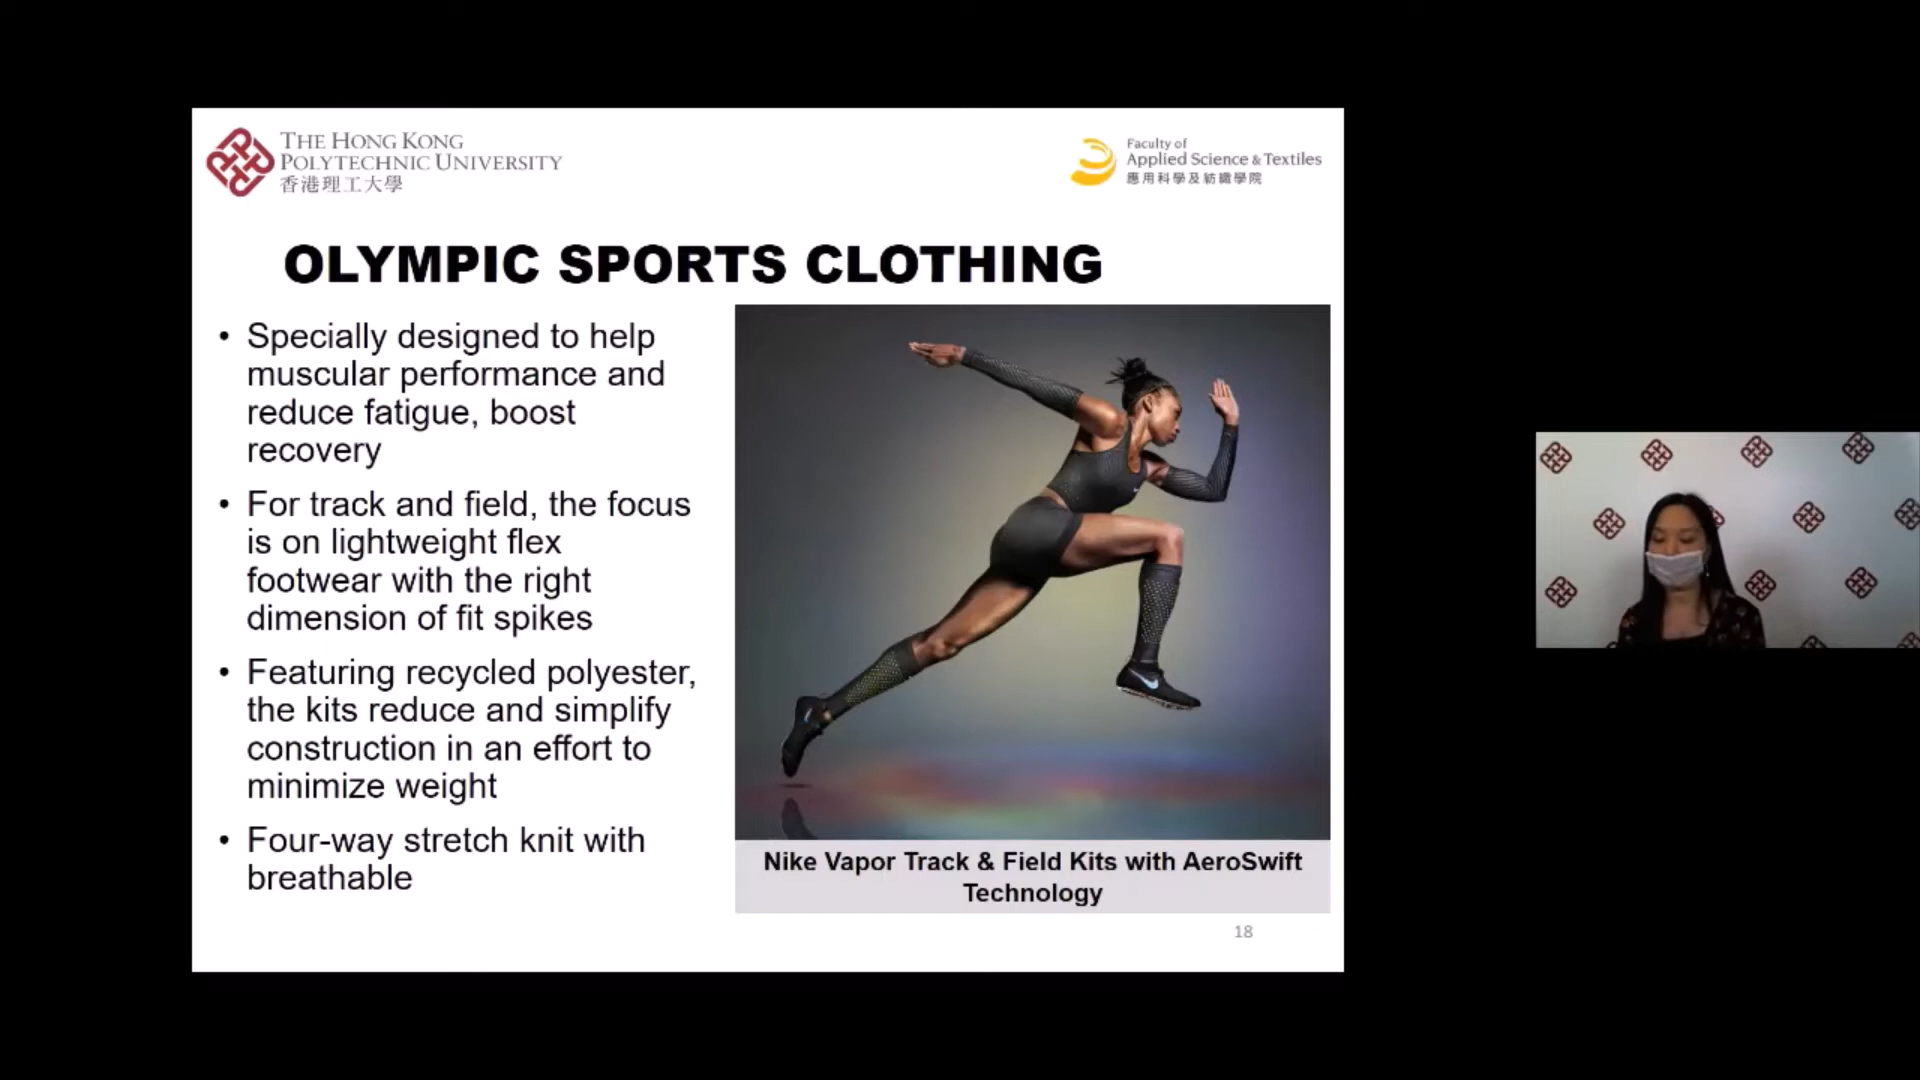 THE HONG KONG
POLYTECHNIC UNIVERSITY
香港理工大學
Faculty of
Applied Science & Textiles
應用科學及紡織學院
OLYMPIC SPORTS CLOTHING
• Specially designed to help
muscular performance and
reduce fatigue, boost
recovery
• For track and field, the focus
is on lightweight flex
footwear with the right
dimension of fit spikes
• Featuring recycled polyester,
the kits reduce and simplify
construction in an effort to
minimize weight
• Four-way stretch knit with
breathable
Nike Vapor Track & Field Kits with AeroSwift
Technology
18